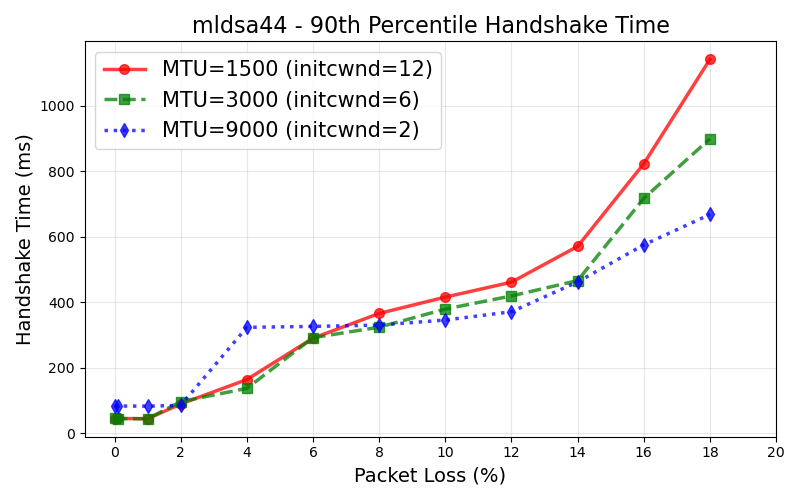 mldsa44 - 90th Percentile Handshake Time
MTU=1500 (initcwnd=12)
MTU=3000 (initcwnd=6)
MTU=9000 (initcwnd=2)
Handshake Time (ms)
1000
800
600
400
200
0
0 2 4 6 8 10 12 14 16 18 20
Packet Loss (%)